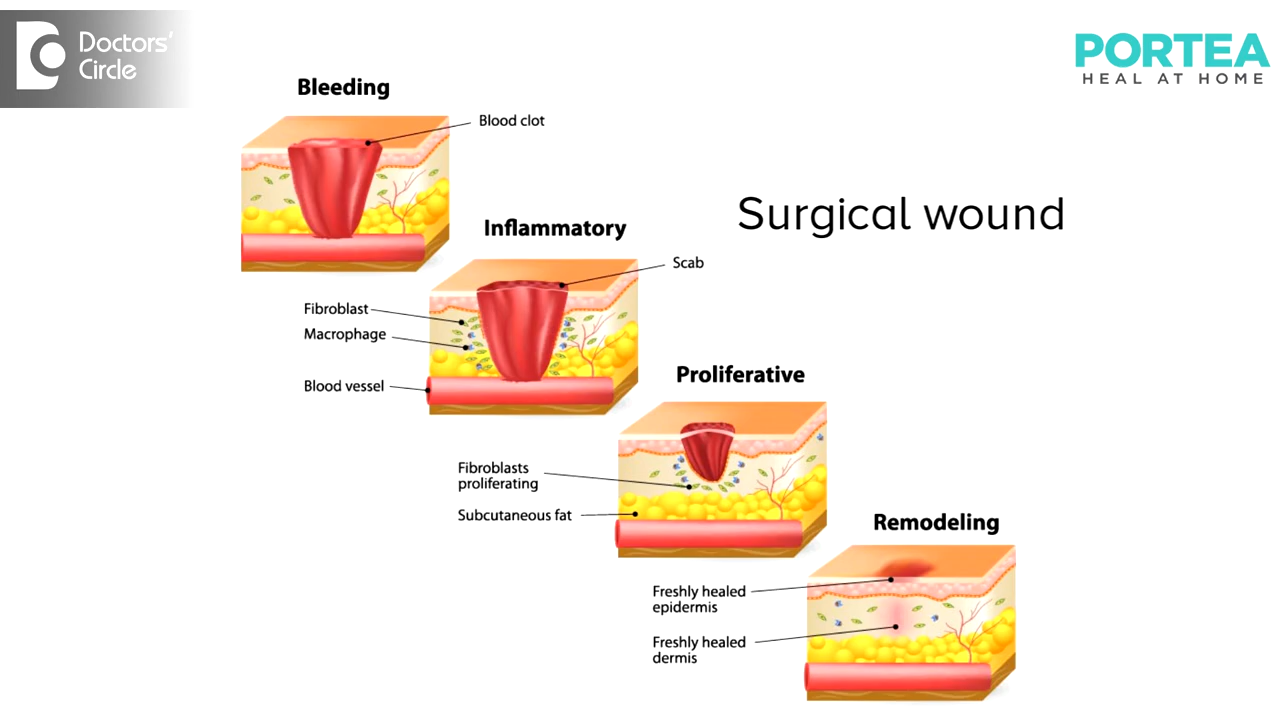 Doctors'
Circle
PORTEA
HEAL AT HOME
Bleeding
Blood clot
Surgical wound
Inflammatory
Scab
Fibroblast
Macrophage
Blood vessel
Proliferative
Fibroblasts
proliferating
Subcutaneous fat
Remodeling
Freshly healed
epidermis
Freshly healed
dermis